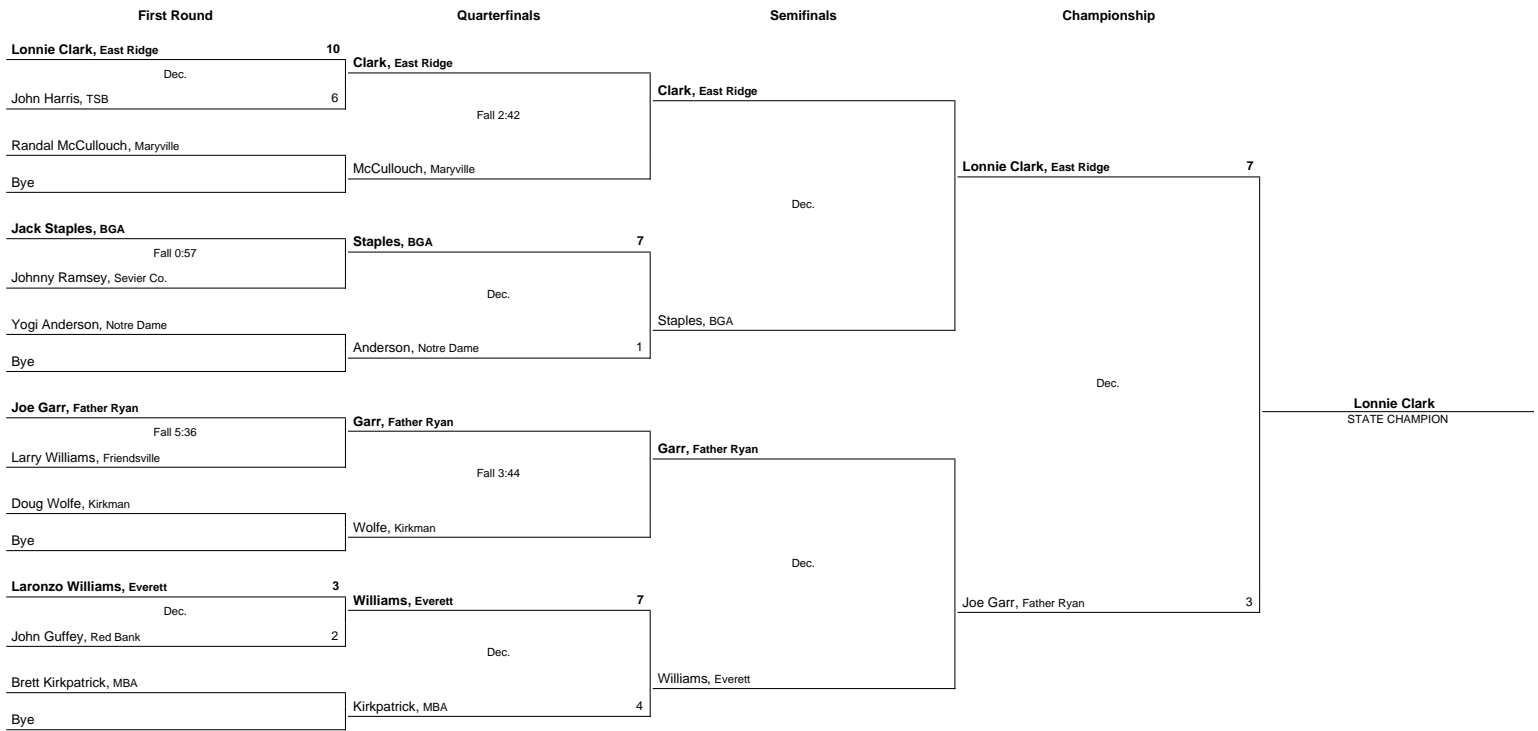 First Round Quarterfinals Semifinals Championship
Lonnie Clark, East Ridge 10
Dec.
John Harris, TSB 6
Randal McCullouch, Maryville
Bye
Jack Staples, BGA
Fall 0:57
Johnny Ramsey, Sevier Co.
Yogi Anderson, Notre Dame
Bye
Joe Garr, Father Ryan
Fall 5:36
Larry Williams, Friendsville
Doug Wolfe, Kirkman
Bye
Laronzo Williams, Everett 3
Dec.
John Guffey, Red Bank 2
Brett Kirkpatrick, MBA
Bye
Clark, East Ridge
Fall 2:42
McCullouch, Maryville
Staples, BGA 7
Dec.
Anderson, Notre Dame 1
Garr, Father Ryan
Fall 3:44
Wolfe, Kirkman
Williams, Everett 7
Dec.
Kirkpatrick, MBA 4
Clark, East Ridge
Dec.
Staples, BGA
Garr, Father Ryan
Dec.
Williams, Everett
Lonnie Clark, East Ridge 7
Dec.
Joe Garr, Father Ryan 3
Lonnie Clark
STATE CHAMPION